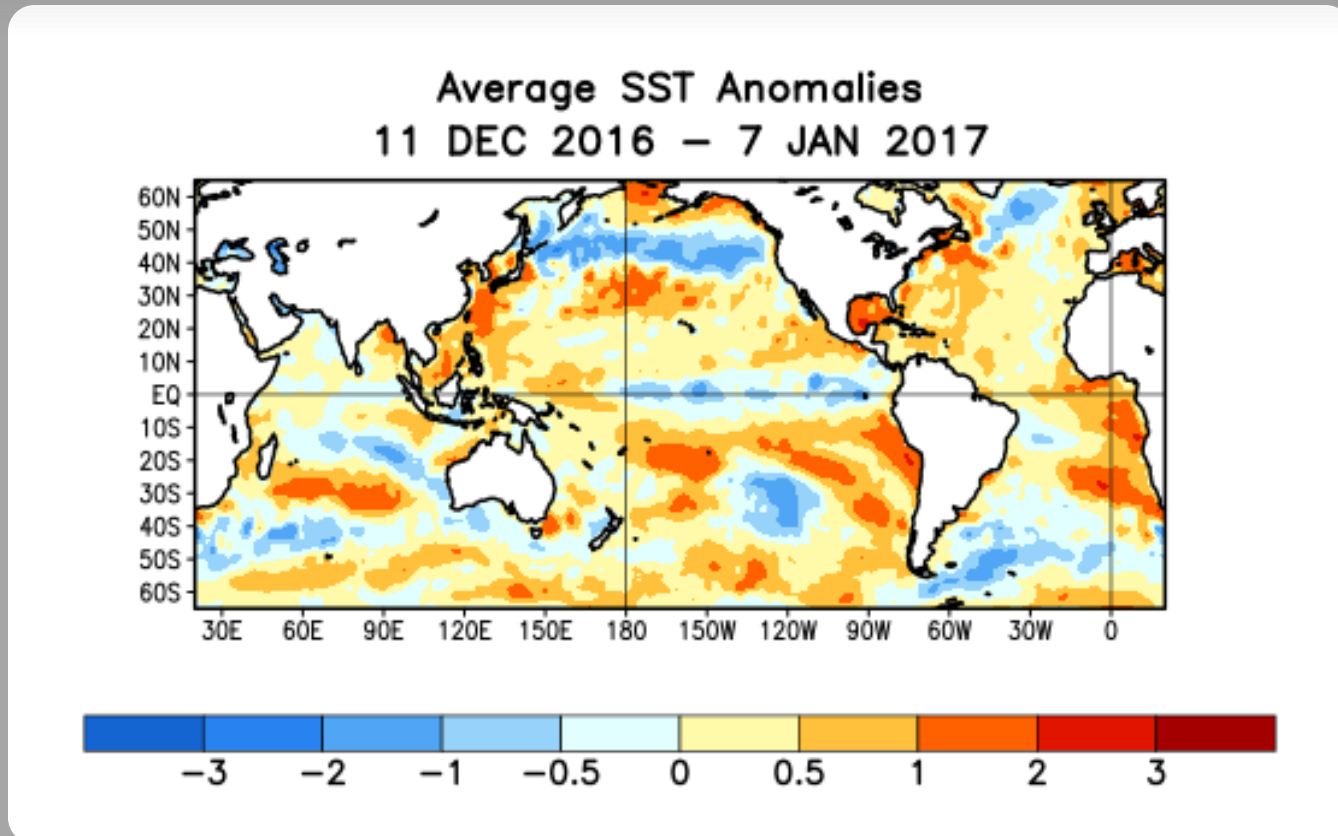 Average SST Anomalies
11 DEC 2016 – 7 JAN 2017
60N
50N
40N
30N
20N
10N
EQ
10S
20S
30S
40S
50S
60S
30E 60E 90E 120E 150E 180 150W 120W 90W 60W 30W 0
−3 −2 −1 −0.5 0 0.5 1 2 3